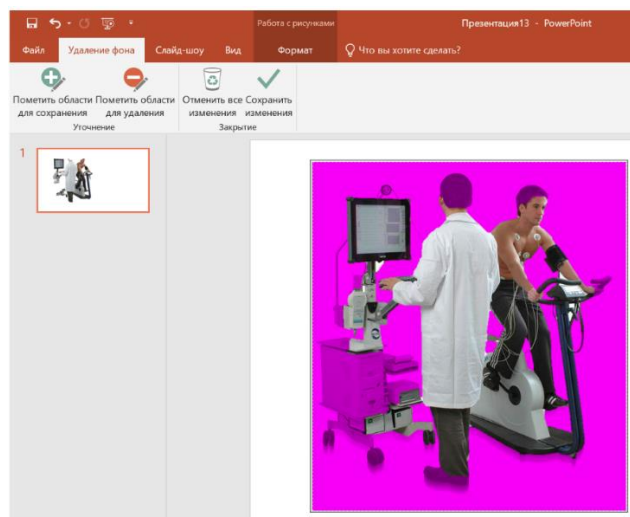 Работа с рисунками
Презентация13 - PowerPoint
Файл Удаление фона Слайд-шоу Вид Формат Что вы хотите сделать?
Пометить области Пометить области Отменить все Сохранить
для сохранения для удаления изменения изменения
Уточнение Закрытие
1